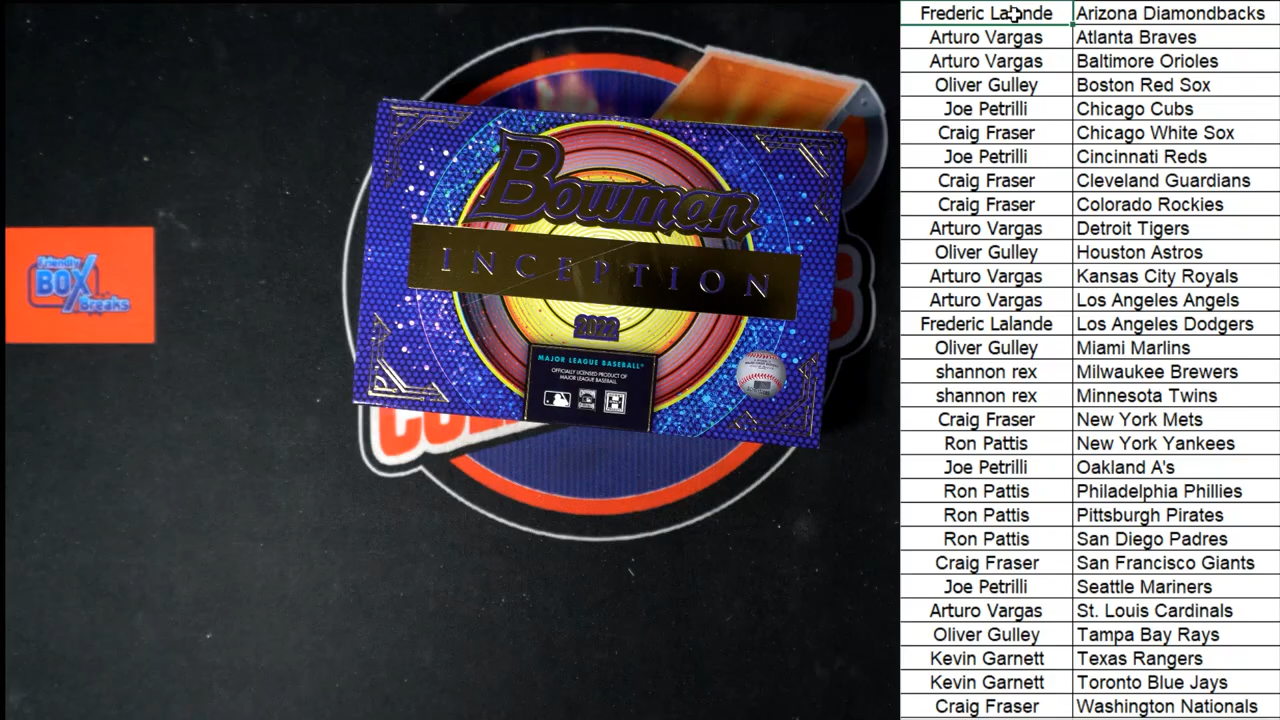 Friendly
BOX
Breaks
Bowman
INCEPTION
2022
MAJOR LEAGUE BASEBALL
OFFICIALLY LICENSED PRODUCT OF
MAJOR LEAGUE BASEBALL
Frederic Lalande Arizona Diamondbacks
Arturo Vargas Atlanta Braves
Arturo Vargas Baltimore Orioles
Oliver Gulley Boston Red Sox
Joe Petrilli Chicago Cubs
Craig Fraser Chicago White Sox
Joe Petrilli Cincinnati Reds
Craig Fraser Cleveland Guardians
Craig Fraser Colorado Rockies
Arturo Vargas Detroit Tigers
Oliver Gulley Houston Astros
Arturo Vargas Kansas City Royals
Arturo Vargas Los Angeles Angels
Frederic Lalande Los Angeles Dodgers
Oliver Gulley Miami Marlins
shannon rex Milwaukee Brewers
shannon rex Minnesota Twins
Craig Fraser New York Mets
Ron Pattis New York Yankees
Joe Petrilli Oakland A's
Ron Pattis Philadelphia Phillies
Ron Pattis Pittsburgh Pirates
Ron Pattis San Diego Padres
Craig Fraser San Francisco Giants
Joe Petrilli Seattle Mariners
Arturo Vargas St. Louis Cardinals
Oliver Gulley Tampa Bay Rays
Kevin Garnett Texas Rangers
Kevin Garnett Toronto Blue Jays
Craig Fraser Washington Nationals